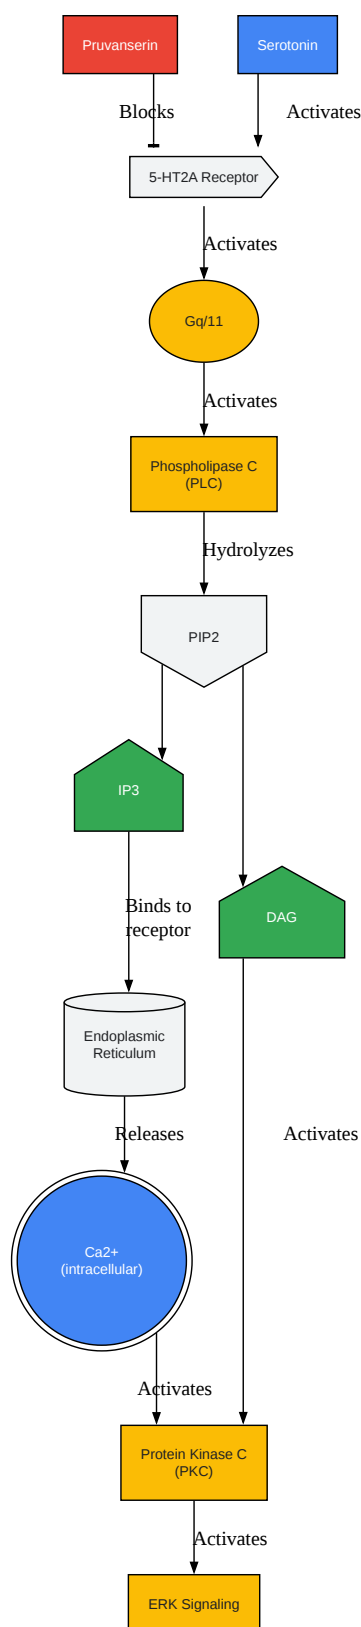 Pruvanserin
Serotonin
Blocks
Activates
5-HT2A Receptor
Activates
Gq/11
Activates
Phospholipase C
(PLC)
Hydrolyzes
PIP2
IP3
Binds to
receptor
DAG
Endoplasmic
Reticulum
Releases
Activates
Ca2+
(intracellular)
Activates
Protein Kinase C
(PKC)
Activates
ERK Signaling